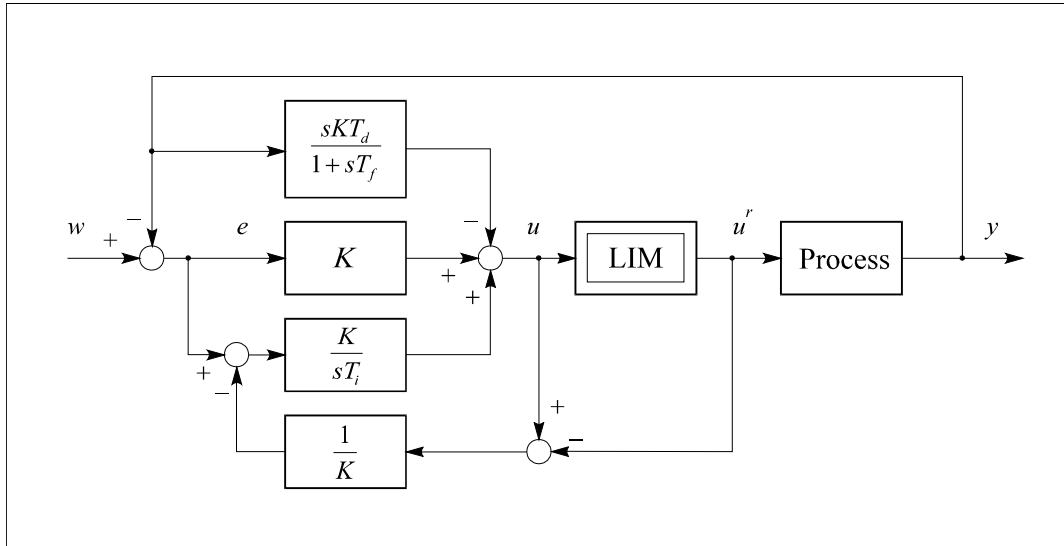 sKT_d
1 + sT_f
−
w
+
e
K
−
+
+
u
LIM
u^r
Process
y
K
sT_i
+
−
1
K
+
−